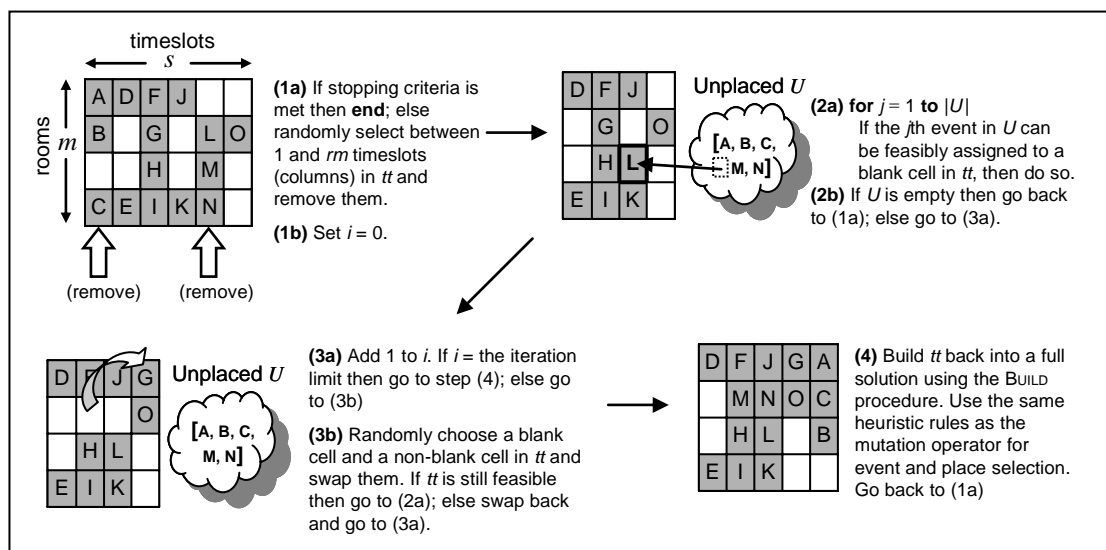 timeslots
s
rooms
m
A D F J
B G L O
H M
C E I K N
(remove) (remove)
(1a) If stopping criteria is
met then end; else
randomly select between
1 and rm timeslots
(columns) in tt and
remove them.
(1b) Set i = 0.
D F J
G O
H L
E I K
Unplaced U
[A, B, C,
M, N]
(2a) for j = 1 to |U|
If the jth event in U can
be feasibly assigned to a
blank cell in tt, then do so.
(2b) If U is empty then go back
to (1a); else go to (3a).
D F J G
O
H L
E I K
Unplaced U
[A, B, C,
M, N]
(3a) Add 1 to i. If i = the iteration
limit then go to step (4); else go
to (3b)
(3b) Randomly choose a blank
cell and a non-blank cell in tt and
swap them. If tt is still feasible
then go to (2a); else swap back
and go to (3a).
D F J G A
M N O C
H L B
E I K
(4) Build tt back into a full
solution using the BUILD
procedure. Use the same
heuristic rules as the
mutation operator for
event and place selection.
Go back to (1a)